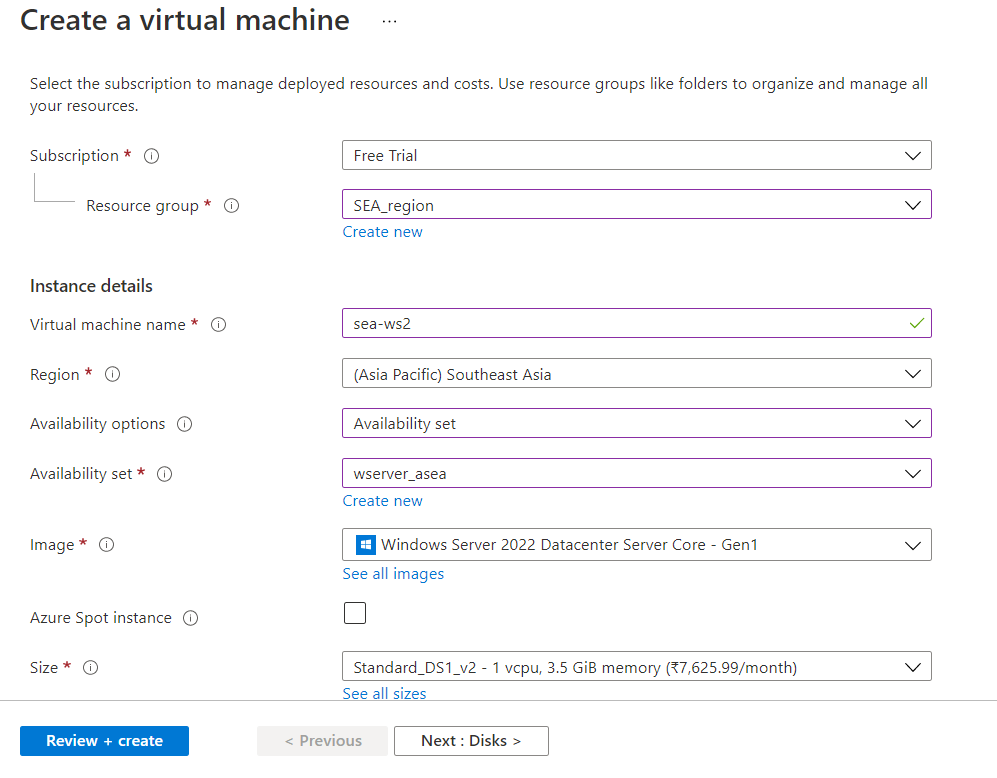 Create a virtual machine ...
Select the subscription to manage deployed resources and costs. Use resource groups like folders to organize and manage all
your resources.
Subscription * Free Trial
Resource group * SEA_region
Create new
Instance details
Virtual machine name * sea-ws2
Region * (Asia Pacific) Southeast Asia
Availability options Availability set
Availability set * wserver_asea
Create new
Image * Windows Server 2022 Datacenter Server Core - Gen1
See all images
Azure Spot instance
Size * Standard_DS1_v2 - 1 vcpu, 3.5 GiB memory (₹7,625.99/month)
See all sizes
Review + create < Previous Next : Disks >